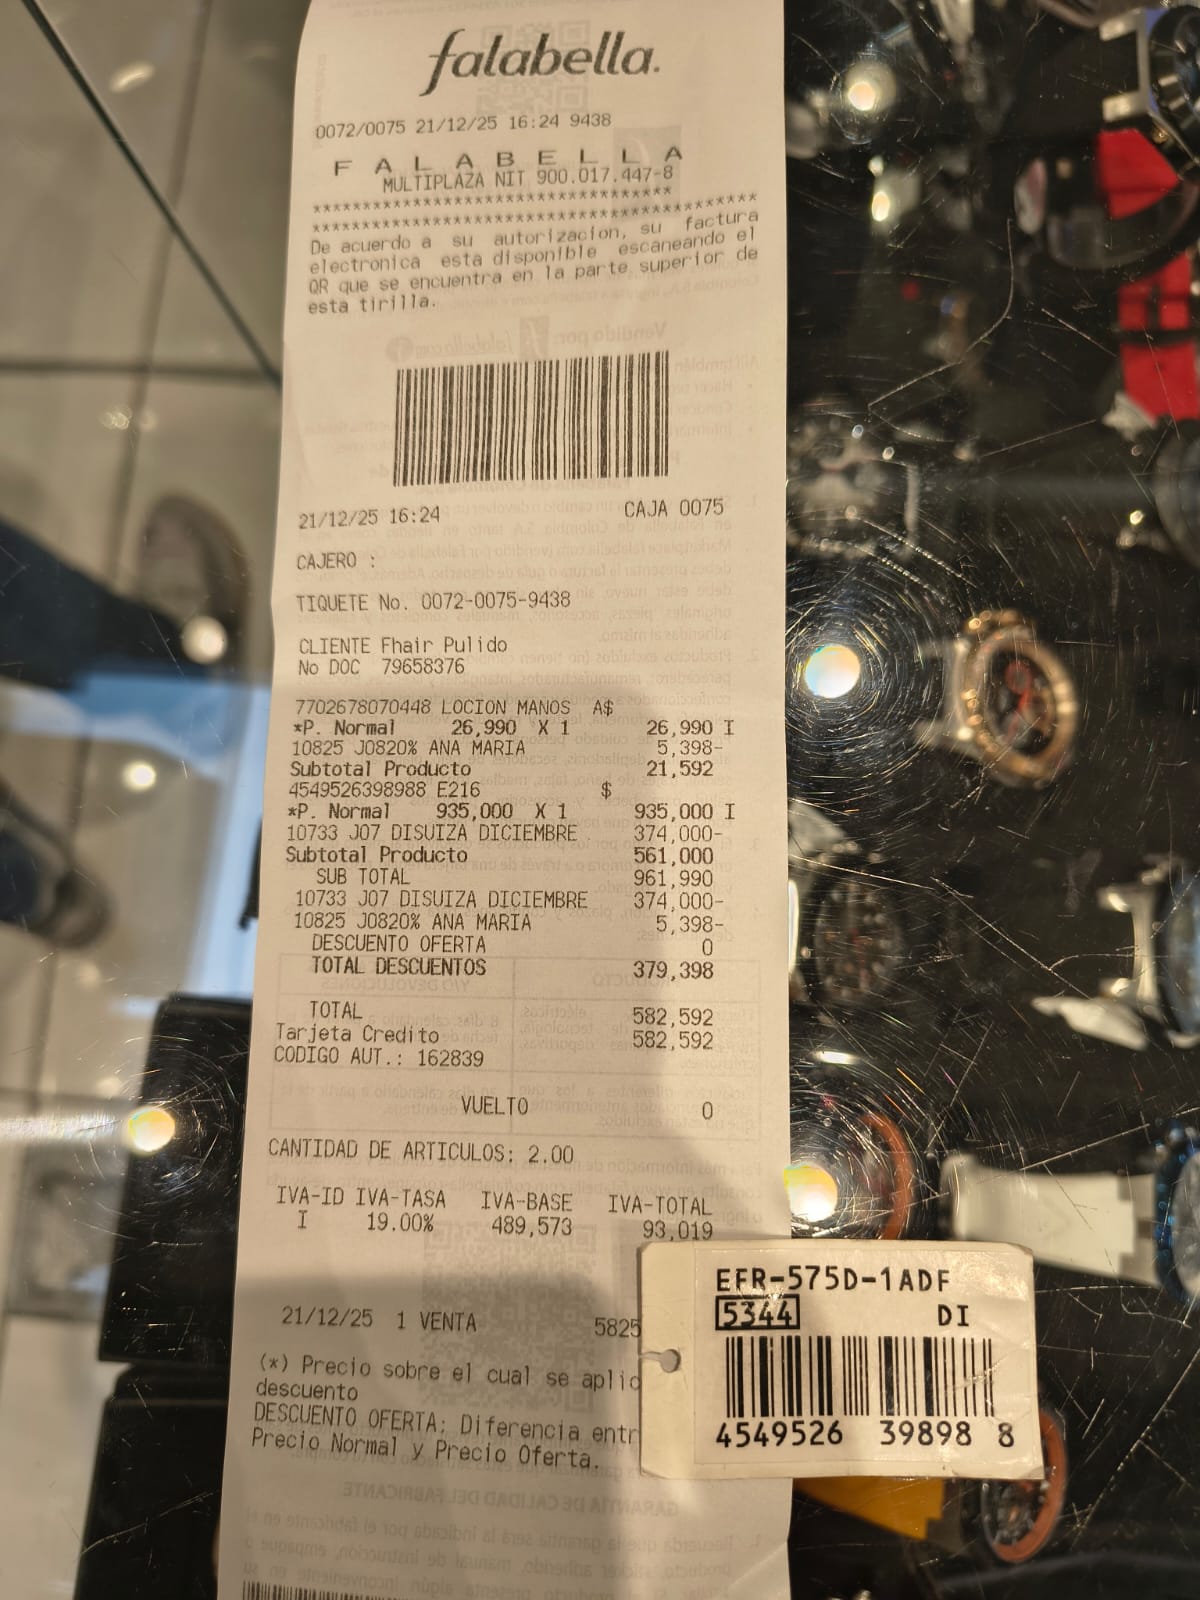 falabella.
0072/0075 21/12/25 16:24 9438
F A L A B E L L A
MULTIPLAZA NIT 900.017.447-8
************************************
*********************************************
De acuerdo a su autorizacion, su factura
electronica esta disponible escaneando el
QR que se encuentra en la parte superior de
esta tirilla.
21/12/25 16:24 CAJA 0075
CAJERO :
TIQUETE No. 0072-0075-9438
CLIENTE Fhair Pulido
No DOC 79658376
7702678070448 LOCION MANOS A$
*P. Normal 26,990 X 1 26,990 I
10825 J0820% ANA MARIA 5,398-
Subtotal Producto 21,592
4549526398988 E216 $
*P. Normal 935,000 X 1 935,000 I
10733 J07 DISUIZA DICIEMBRE 374,000-
Subtotal Producto 561,000
SUB TOTAL 961,990
10733 J07 DISUIZA DICIEMBRE 374,000-
10825 J0820% ANA MARIA 5,398-
DESCUENTO OFERTA 0
TOTAL DESCUENTOS 379,398
TOTAL 582,592
Tarjeta Credito 582,592
CODIGO AUT.: 162839
VUELTO 0
CANTIDAD DE ARTICULOS: 2.00
IVA-ID IVA-TASA IVA-BASE IVA-TOTAL
I 19.00% 489,573 93,019
21/12/25 1 VENTA 5825
(*) Precio sobre el cual se aplic
descuento
DESCUENTO OFERTA: Diferencia entr
Precio Normal y Precio Oferta.
EFR-575D-1ADF
5344 DI
4549526 39898 8